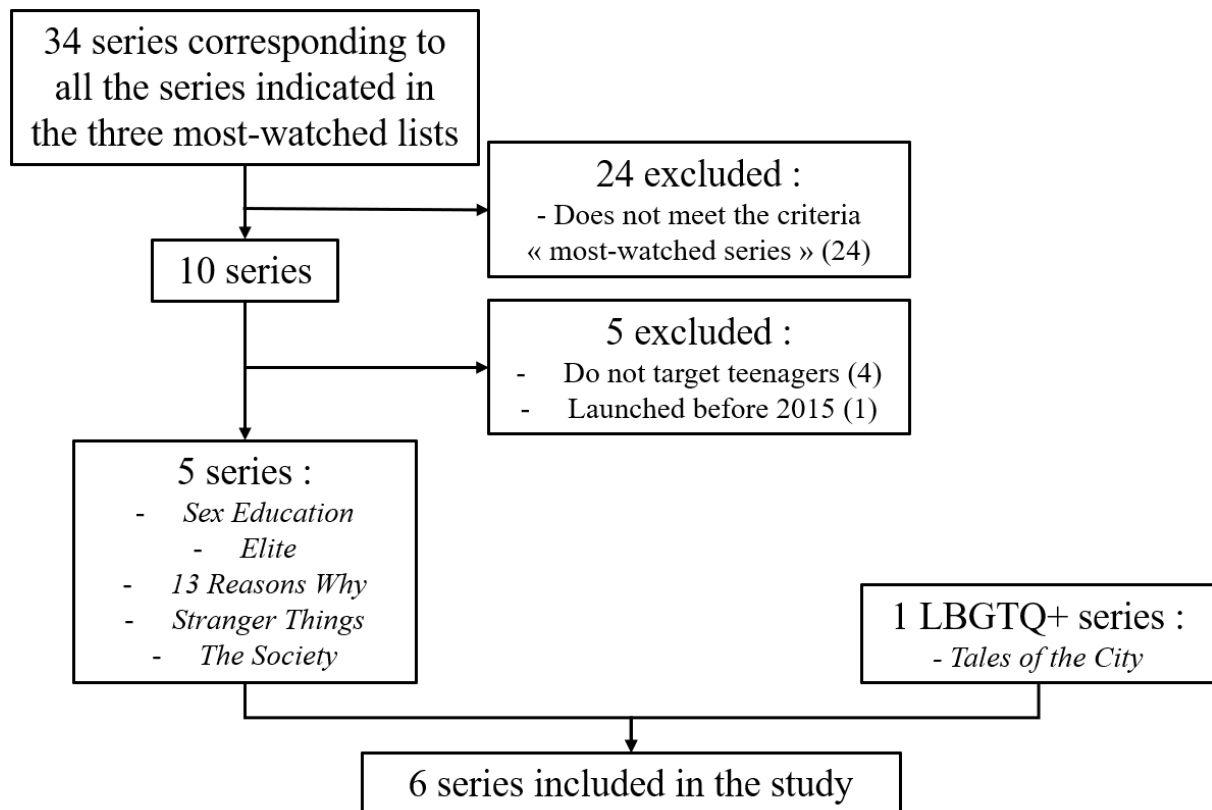 34 series corresponding to
all the series indicated in
the three most-watched lists
24 excluded :
- Does not meet the criteria
« most-watched series » (24)
10 series
5 excluded :
- Do not target teenagers (4)
- Launched before 2015 (1)
5 series :
- Sex Education
- Elite
- 13 Reasons Why
- Stranger Things
- The Society
1 LBGTQ+ series :
- Tales of the City
6 series included in the study